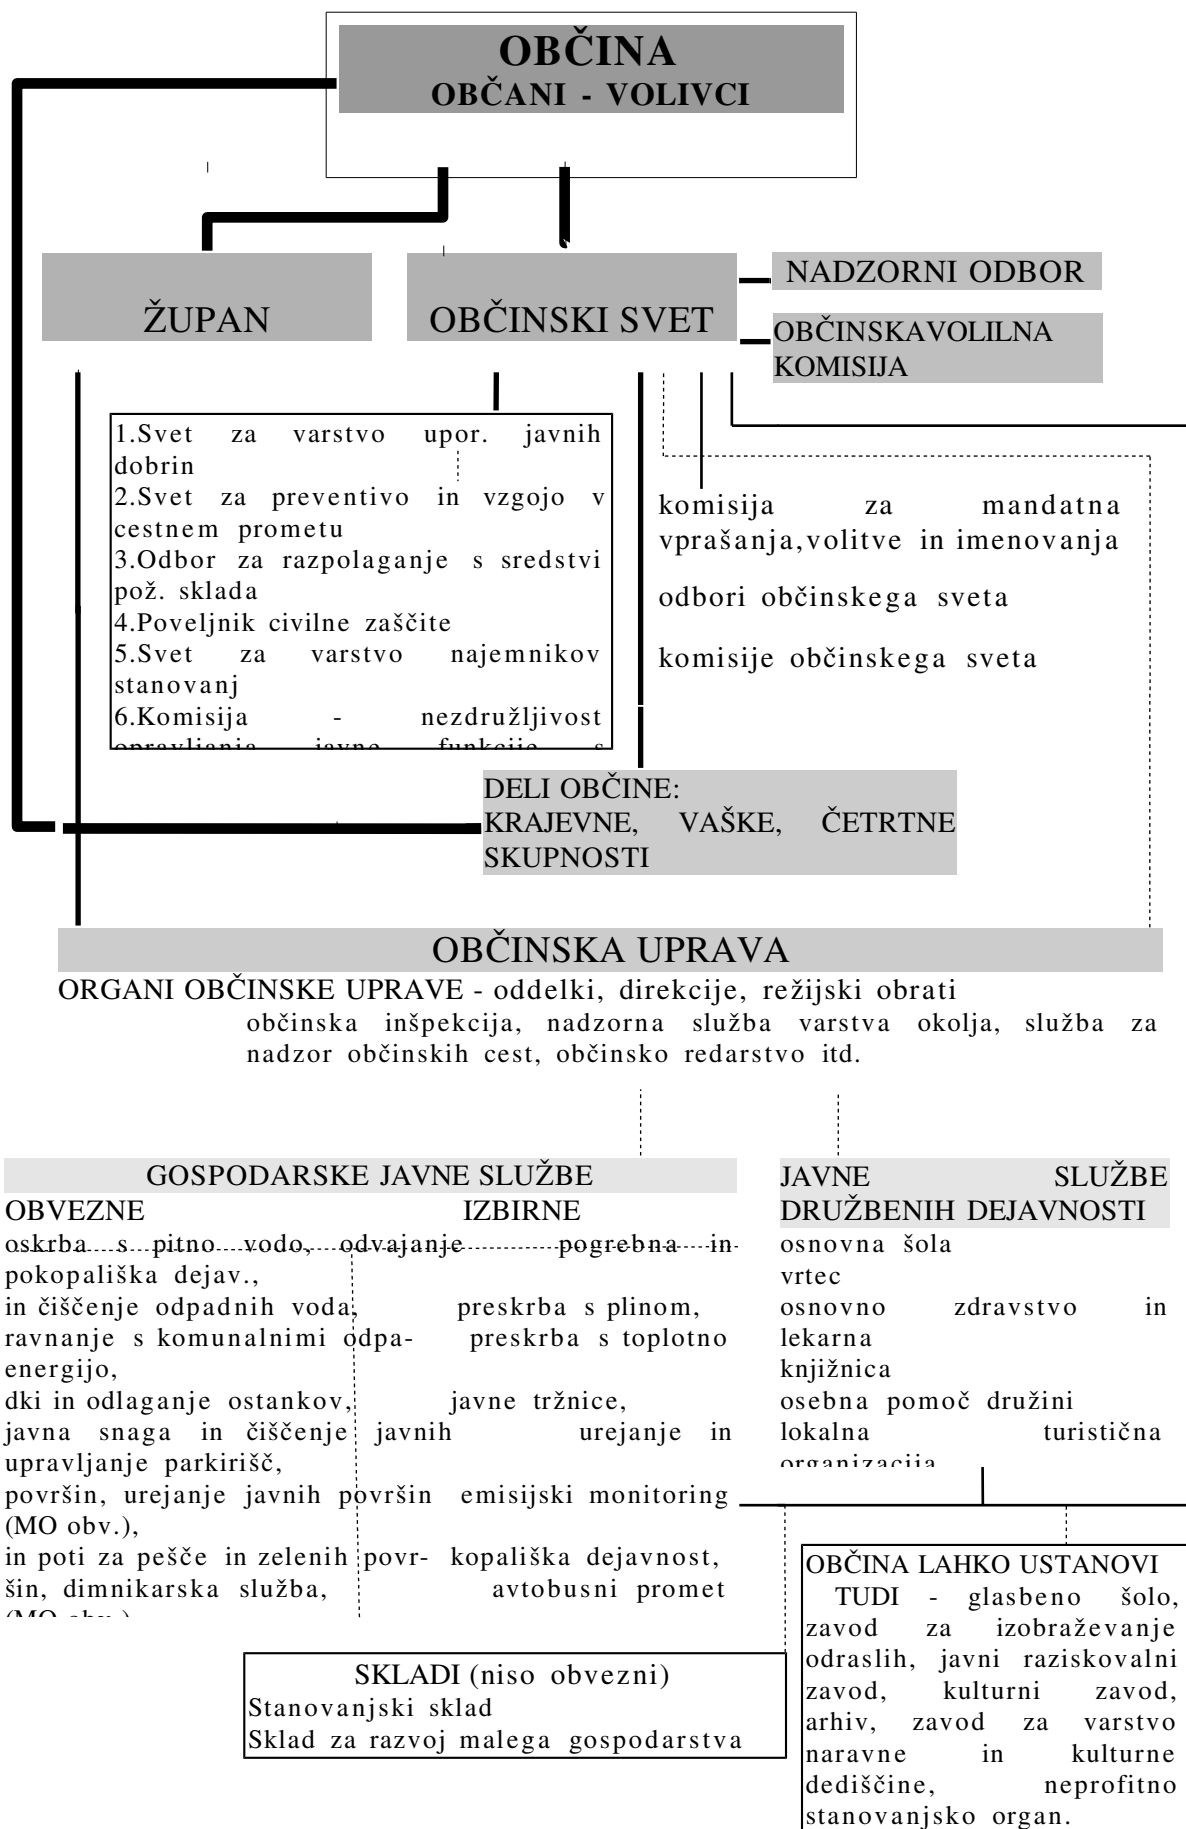 OBČINA
OBČANI - VOLIVCI
ŽUPAN
OBČINSKI SVET
NADZORNI ODBOR
OBČINSKAVOLILNA
KOMISIJA
1.Svet za varstvo upor. javnih
dobrin
2.Svet za preventivo in vzgojo v
cestnem prometu
3.Odbor za razpolaganje s sredstvi
pož. sklada
4.Poveljnik civilne zaščite
5.Svet za varstvo najemnikov
stanovanj
6.Komisija - nezdružljivost
opravljanja javne funkcije s
komisija za mandatna
vprašanja,volitve in imenovanja
odbori občinskega sveta
komisije občinskega sveta
DELI OBČINE:
KRAJEVNE, VAŠKE, ČETRTNE
SKUPNOSTI
OBČINSKA UPRAVA
ORGANI OBČINSKE UPRAVE - oddelki, direkcije, režijski obrati
občinska inšpekcija, nadzorna služba varstva okolja, služba za
nadzor občinskih cest, občinsko redarstvo itd.
GOSPODARSKE JAVNE SLUŽBE
OBVEZNE IZBIRNE
oskrba s pitno vodo, odvajanje pogrebna in
pokopališka dejav.,
in čiščenje odpadnih voda, preskrba s plinom,
ravnanje s komunalnimi odpa- preskrba s toplotno
energijo,
dki in odlaganje ostankov, javne tržnice,
javna snaga in čiščenje javnih urejanje in
upravljanje parkirišč,
površin, urejanje javnih površin emisijski monitoring
(MO obv.),
in poti za pešče in zelenih povr- kopališka dejavnost,
šin, dimnikarska služba, avtobusni promet
(MO obv.)
JAVNE SLUŽBE
DRUŽBENIH DEJAVNOSTI
osnovna šola
vrtec
osnovno zdravstvo in
lekarna
knjižnica
osebna pomoč družini
lokalna turistična
organizacija
SKLADI (niso obvezni)
Stanovanjski sklad
Sklad za razvoj malega gospodarstva
OBČINA LAHKO USTANOVI
TUDI - glasbeno šolo,
zavod za izobraževanje
odraslih, javni raziskovalni
zavod, kulturni zavod,
arhiv, zavod za varstvo
naravne in kulturne
dediščine, neprofitno
stanovanjsko organ.